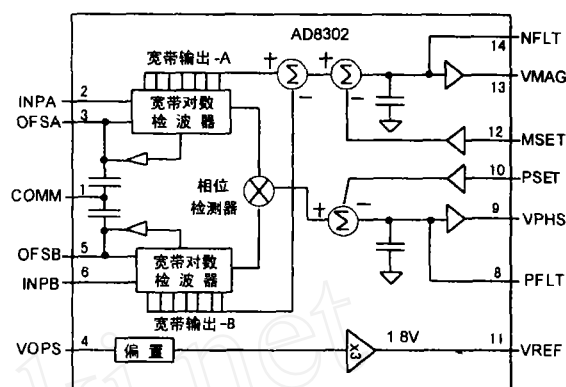 AD8302
NFLT
14
宽带输出-A
VMAG
13
INPA
2
宽带对数
检波器
OFSA
3
MSET
12
PSET
10
COMM
1
相位
检测器
VPHS
9
OFSB
5
宽带对数
检波器
INPB
6
PFLT
8
宽带输出-B
VOPS
4
偏置
x3
1 8V
VREF
11
+
−
Σ
+
−
Σ
+
−
Σ